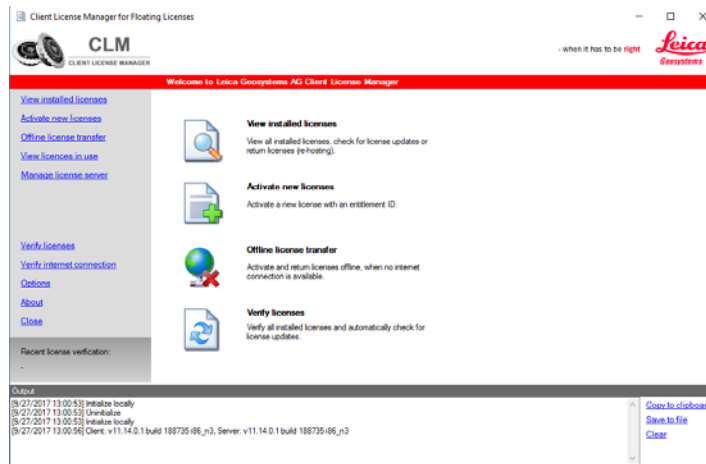 Client License Manager for Floating Licenses
CLM
CLIENT LICENSE MANAGER
- when it has to be right
Leica
Geosystems
Welcome to Leica Geosystems AG Client License Manager
View installed licenses
Activate new licenses
Offline license transfer
View licences in use
Manage license server
Verify licenses
Verify internet connection
Options
About
Close
Recent license verification:
-
View installed licenses
View all installed licenses, check for license updates or
return licenses (re-hosting).
Activate new licenses
Activate a new license with an entitlement ID.
Offline license transfer
Activate and return licenses offline, when no internet
connection is available.
Verify licenses
Verify all installed licenses and automatically check for
license updates.
Output
[9/27/2017 13:00:53] Initialize locally
[9/27/2017 13:00:53] Uninitialize
[9/27/2017 13:00:53] Initialize locally
[9/27/2017 13:00:56] Client: v11.14.0.1 build 188735 i86_n3, Server: v11.14.0.1 build 188735 i86_n3
Copy to clipboar
Save to file
Clear